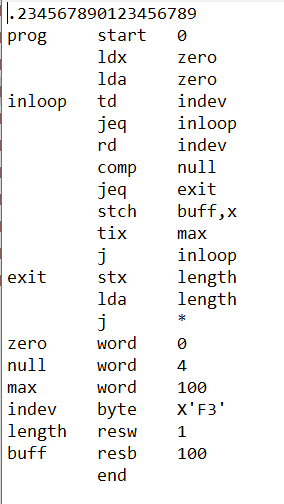 .234567890123456789
prog start 0
ldx zero
lda zero
inloop td indev
jeq inloop
rd indev
comp null
jeq exit
stch buff,x
tix max
j inloop
exit stx length
lda length
j *
zero word 0
null word 4
max word 100
indev byte X'F3'
length resw 1
buff resb 100
end